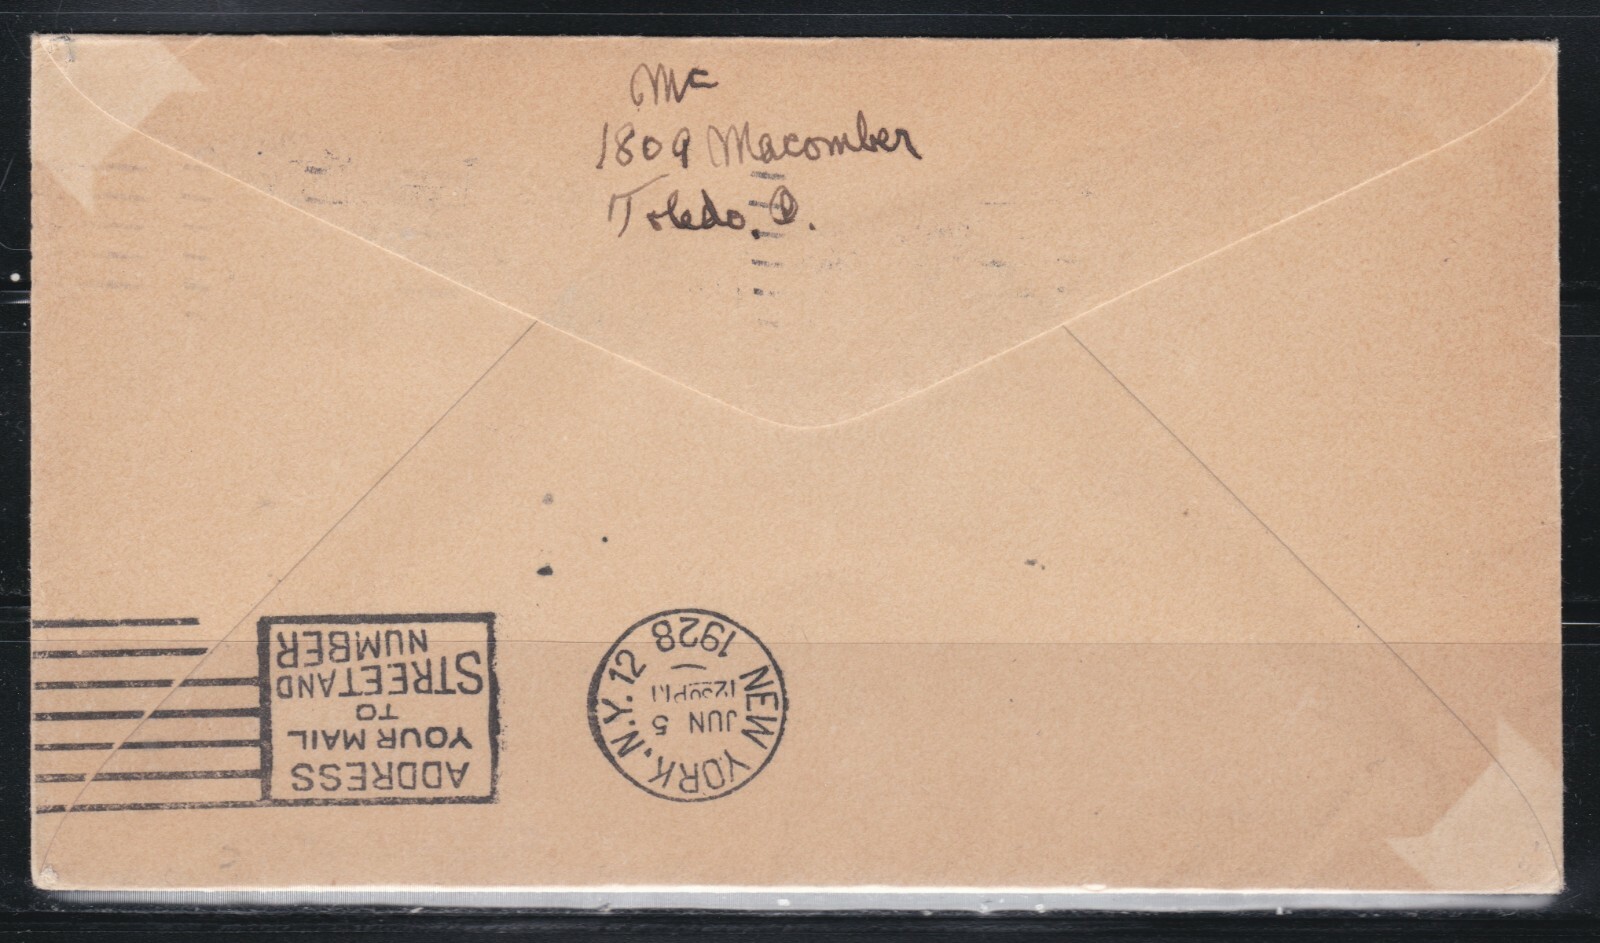 Mc
1809 Macomber
Toledo, O.
NEW YORK, N.Y. 12
JUN 5
12 30 PM
1928
ADDRESS
YOUR MAIL
TO
STREET AND
NUMBER